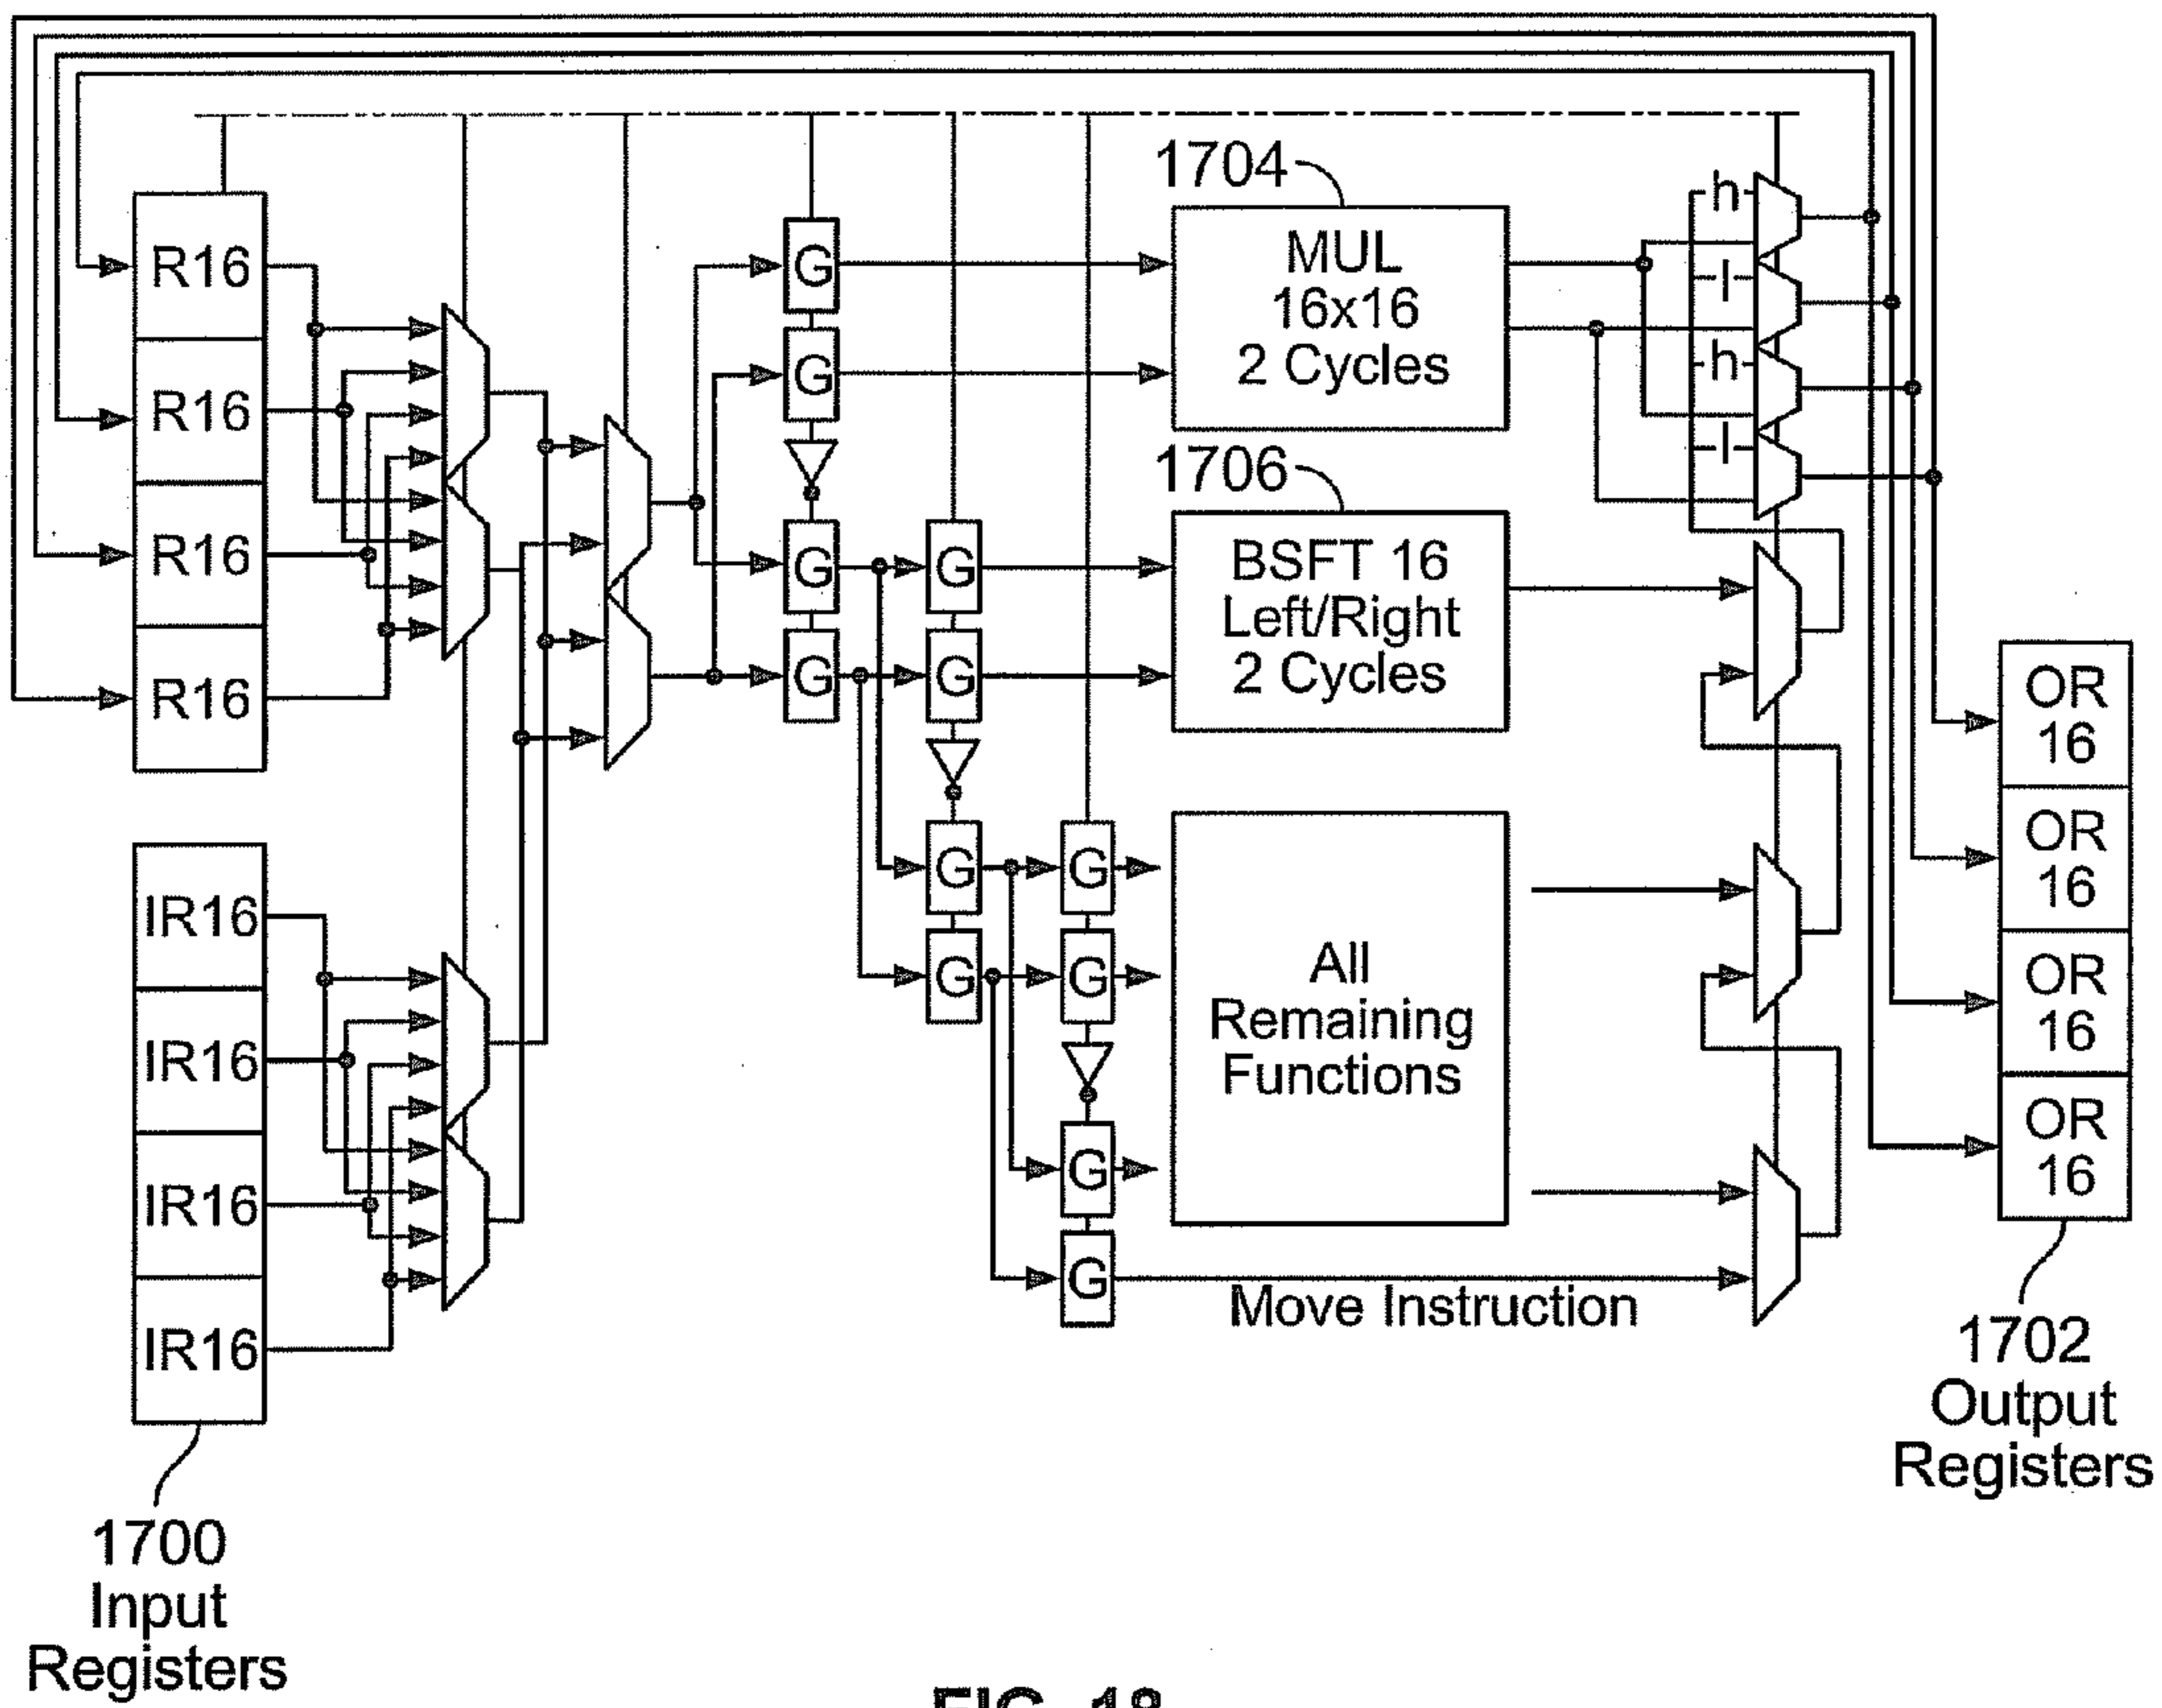 1704
h
R16
G
MUL
16x16
2 Cycles
l
G
h
R16
l
1706
R16
G
G
BSFT 16
Left/Right
2 Cycles
R16
G
G
OR
16
OR
16
IR16
G
G
All
Remaining
Functions
G
G
OR
16
IR16
OR
16
IR16
G
IR16
G
Move Instruction
1702
Output
Registers
1700
Input
Registers
FIG. 18